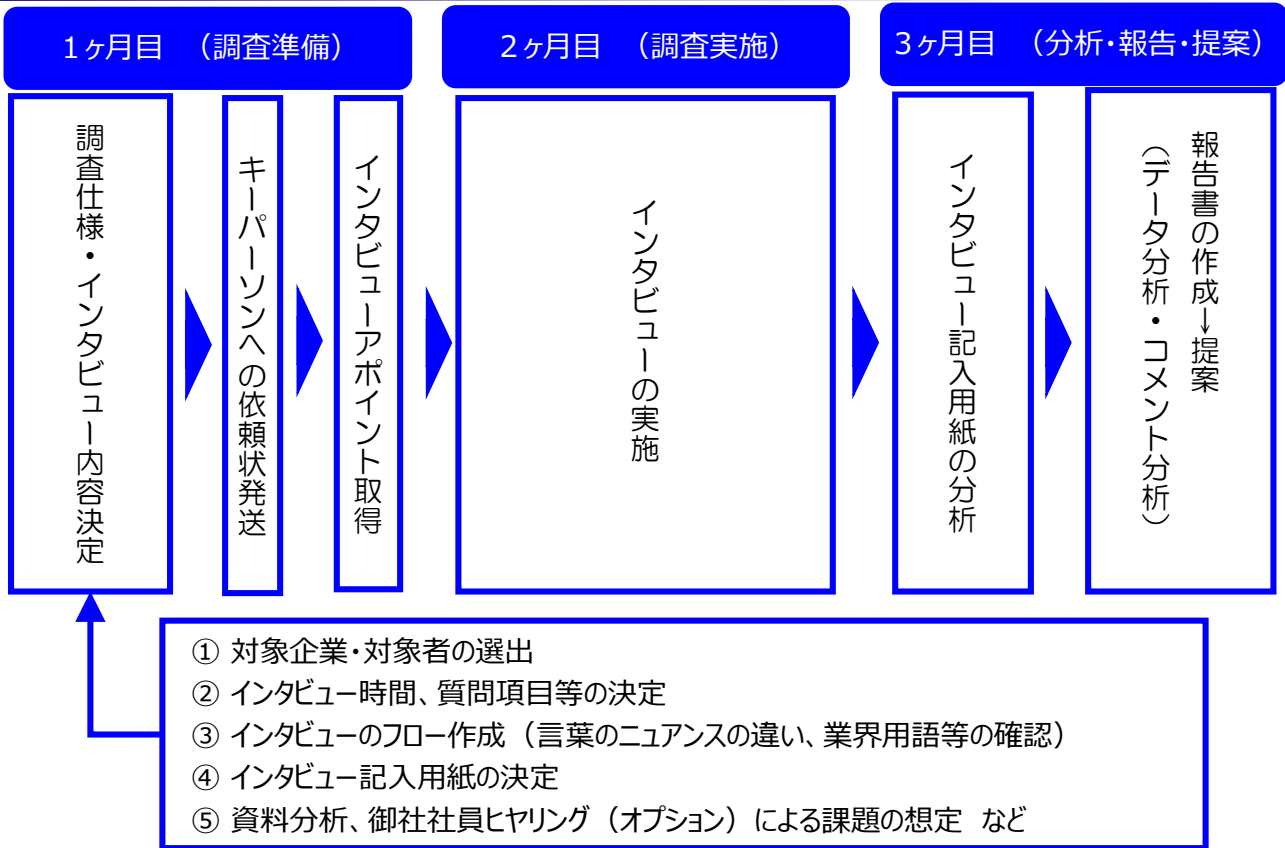 1ヶ月目 （調査準備）
2ヶ月目 （調査実施）
3ヶ月目 （分析・報告・提案）
調査仕様・インタビュー内容決定
キーパーソンへの依頼状発送
インタビューアポイント取得
インタビューの実施
インタビュー記入用紙の分析
報告書の作成→提案
（データ分析・コメント分析）
① 対象企業・対象者の選出
② インタビュー時間、質問項目等の決定
③ インタビューのフロー作成（言葉のニュアンスの違い、業界用語等の確認）
④ インタビュー記入用紙の決定
⑤ 資料分析、御社社員ヒヤリング（オプション）による課題の想定 など